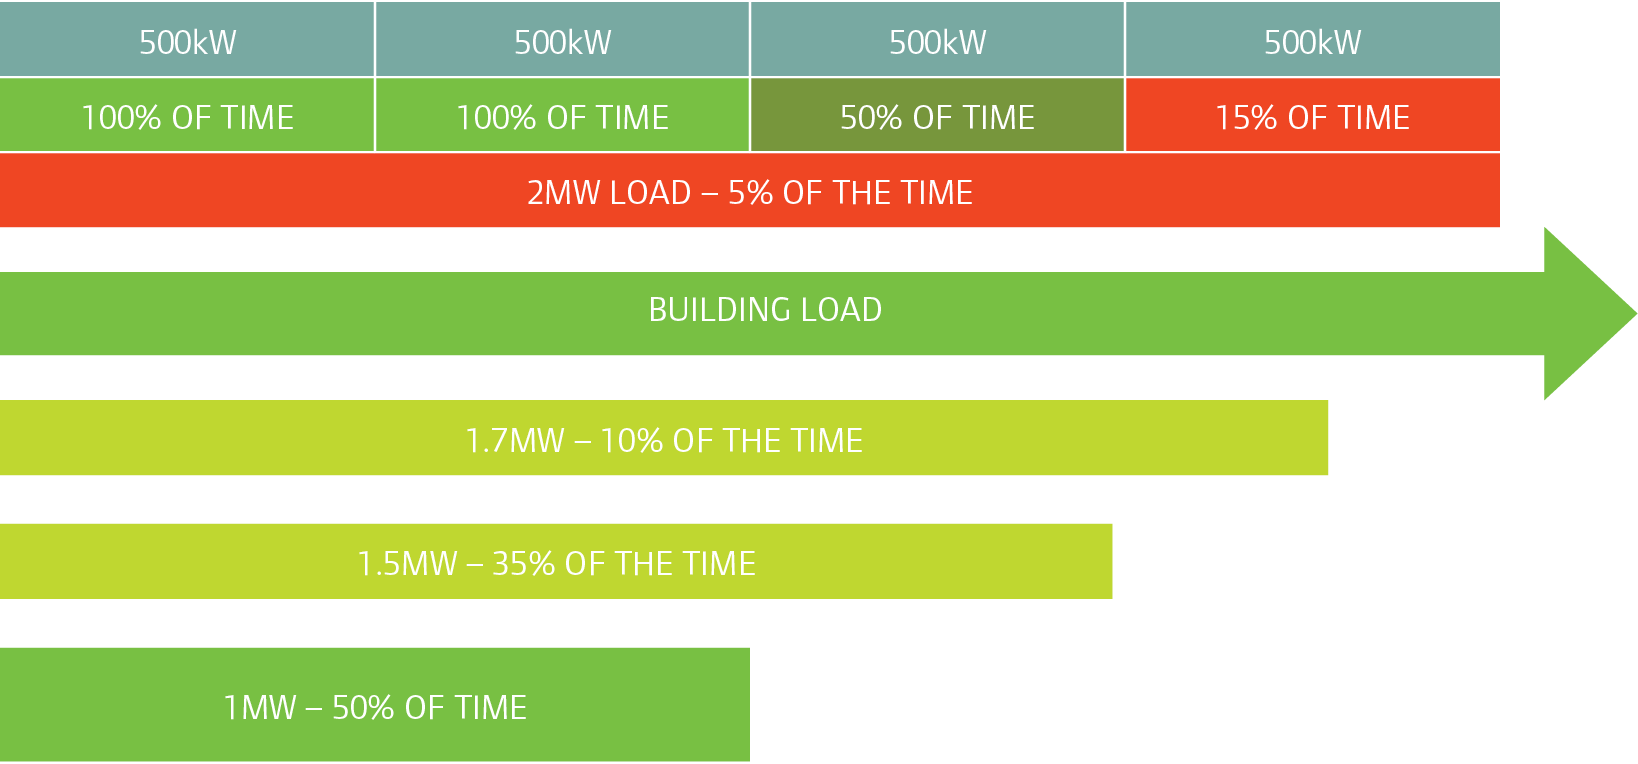 500kW 500kW 500kW 500kW
100% OF TIME 100% OF TIME 50% OF TIME 15% OF TIME
2MW LOAD – 5% OF THE TIME
BUILDING LOAD
1.7MW – 10% OF THE TIME
1.5MW – 35% OF THE TIME
1MW – 50% OF TIME